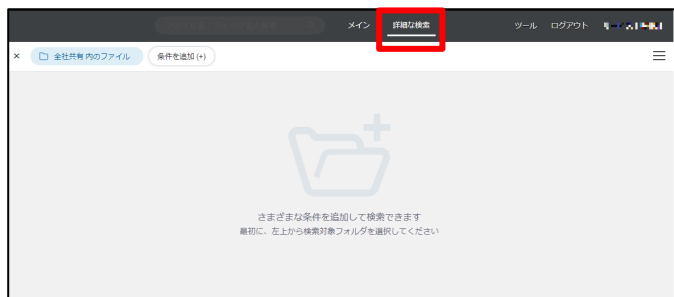 メイン 詳細な検索 ツール ログアウト
× 全社共有 内のファイル 条件を追加 (+)
さまざまな条件を追加して検索できます
最初に、左上から検索対象フォルダを選択してください